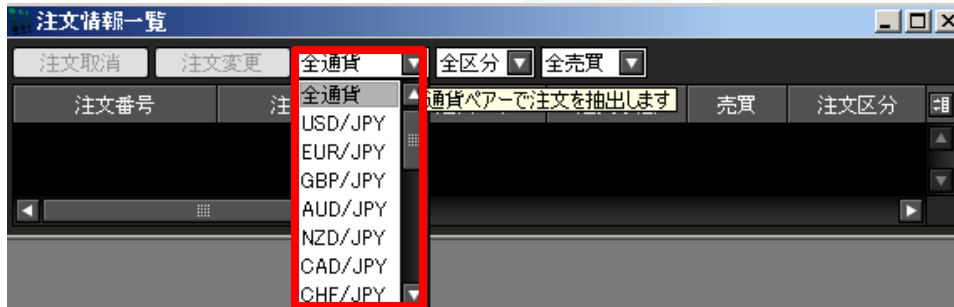 注文情報一覧
注文取消 注文変更 全通貨 全区分 全売買
注文番号 注 売買 注文区分
通貨ペアーで注文を抽出します
全通貨
USD/JPY
EUR/JPY
GBP/JPY
AUD/JPY
NZD/JPY
CAD/JPY
CHF/JPY